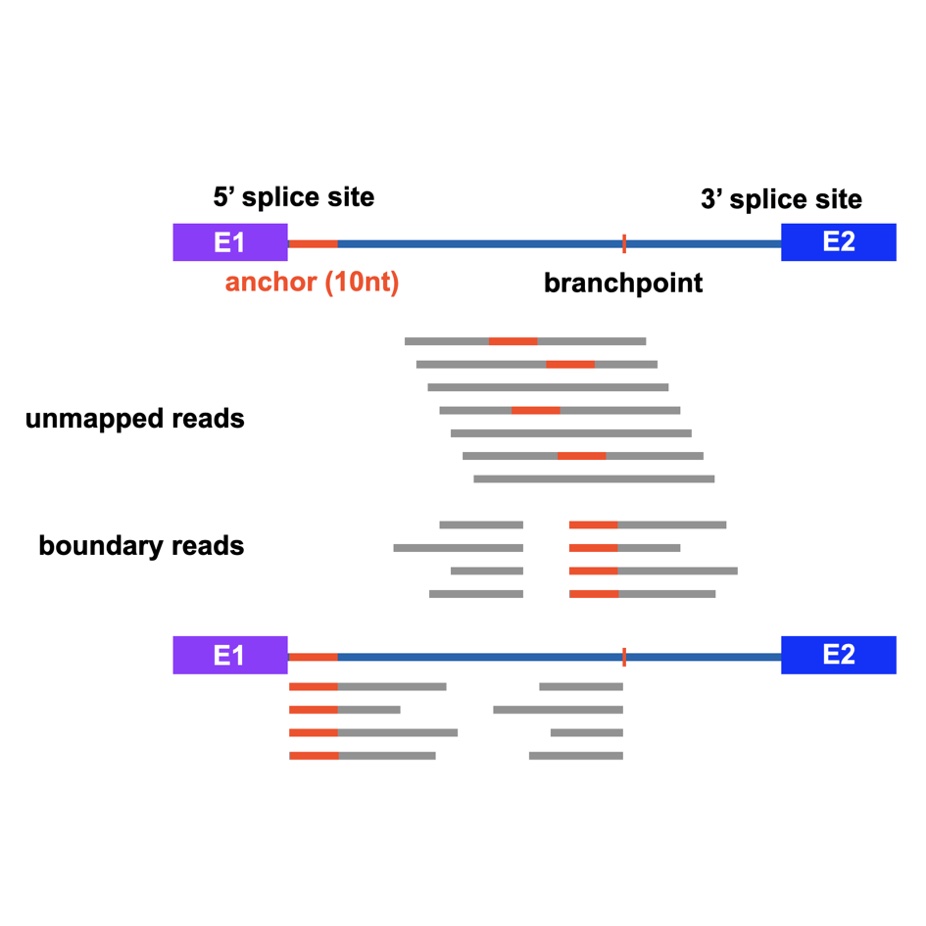 5’ splice site
3’ splice site
E1
E2
anchor (10nt)
branchpoint
unmapped reads
boundary reads
E1
E2